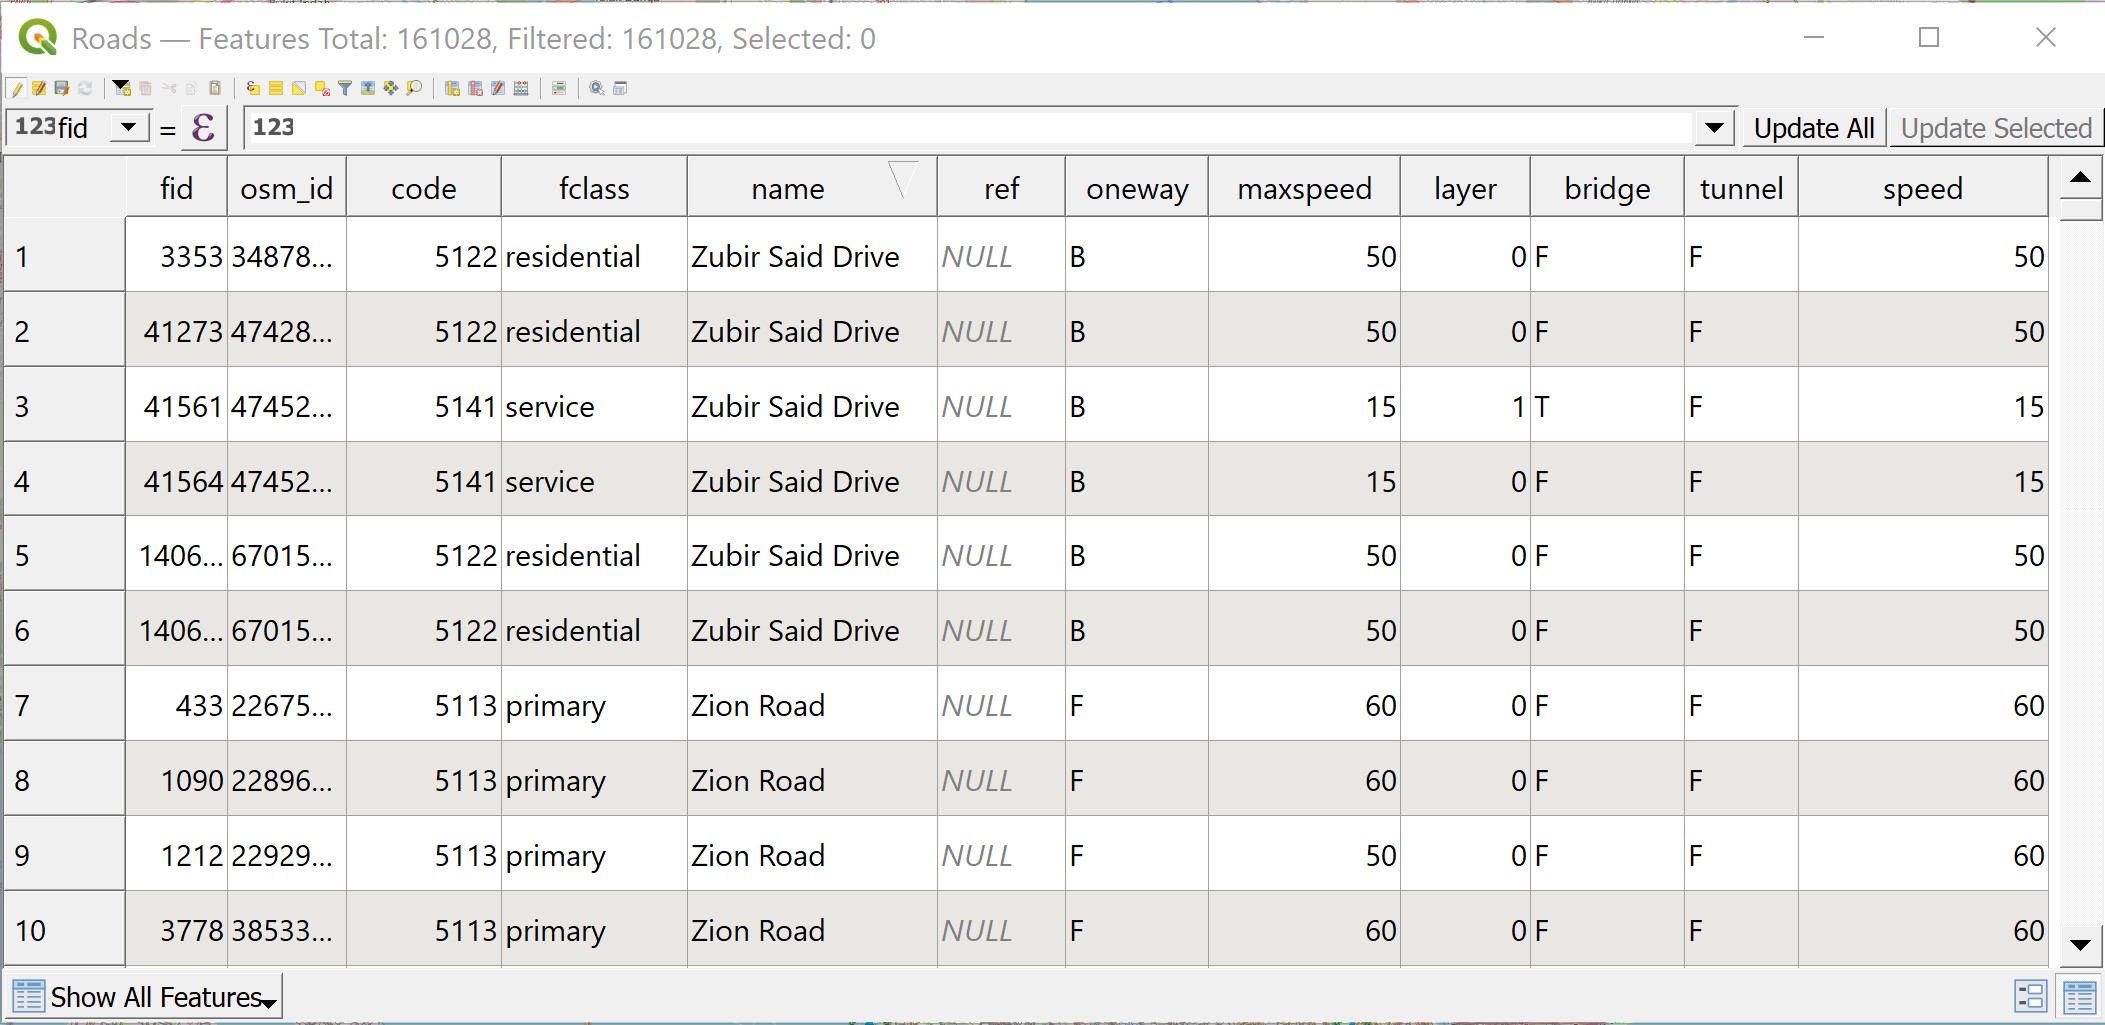 Roads — Features Total: 161028, Filtered: 161028, Selected: 0
123 fid = ε 123 Update All Update Selected
fid osm_id code fclass name ref oneway maxspeed layer bridge tunnel speed
1 3353 34878... 5122 residential Zubir Said Drive NULL B 50 0 F F 50
2 41273 47428... 5122 residential Zubir Said Drive NULL B 50 0 F F 50
3 41561 47452... 5141 service Zubir Said Drive NULL B 15 1 T F 15
4 41564 47452... 5141 service Zubir Said Drive NULL B 15 0 F F 15
5 1406... 67015... 5122 residential Zubir Said Drive NULL B 50 0 F F 50
6 1406... 67015... 5122 residential Zubir Said Drive NULL B 50 0 F F 50
7 433 22675... 5113 primary Zion Road NULL F 60 0 F F 60
8 1090 22896... 5113 primary Zion Road NULL F 60 0 F F 60
9 1212 22929... 5113 primary Zion Road NULL F 50 0 F F 60
10 3778 38533... 5113 primary Zion Road NULL F 60 0 F F 60
Show All Features